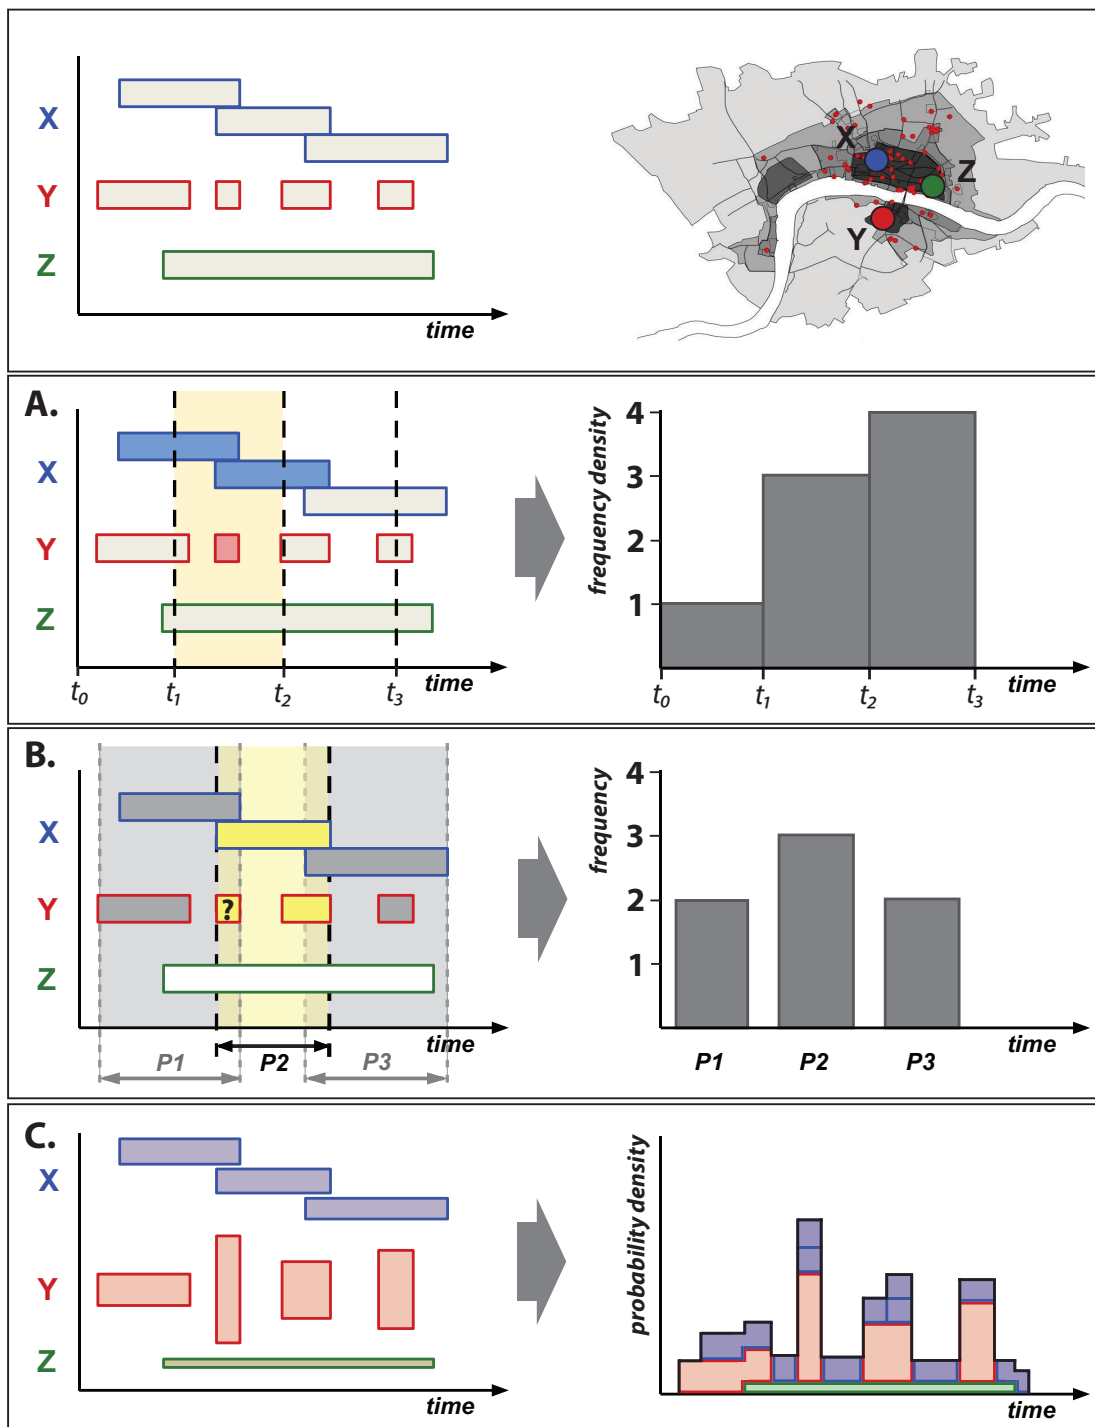 X
Y
Z
time
X
Z
Y
A.
X
Y
Z
t0
t1
t2
t3
time
frequency density
4
3
2
1
t0
t1
t2
t3
time
B.
X
Y
?
Z
time
P1
P2
P3
frequency
4
3
2
1
P1
P2
P3
time
C.
X
Y
Z
time
probability density
time